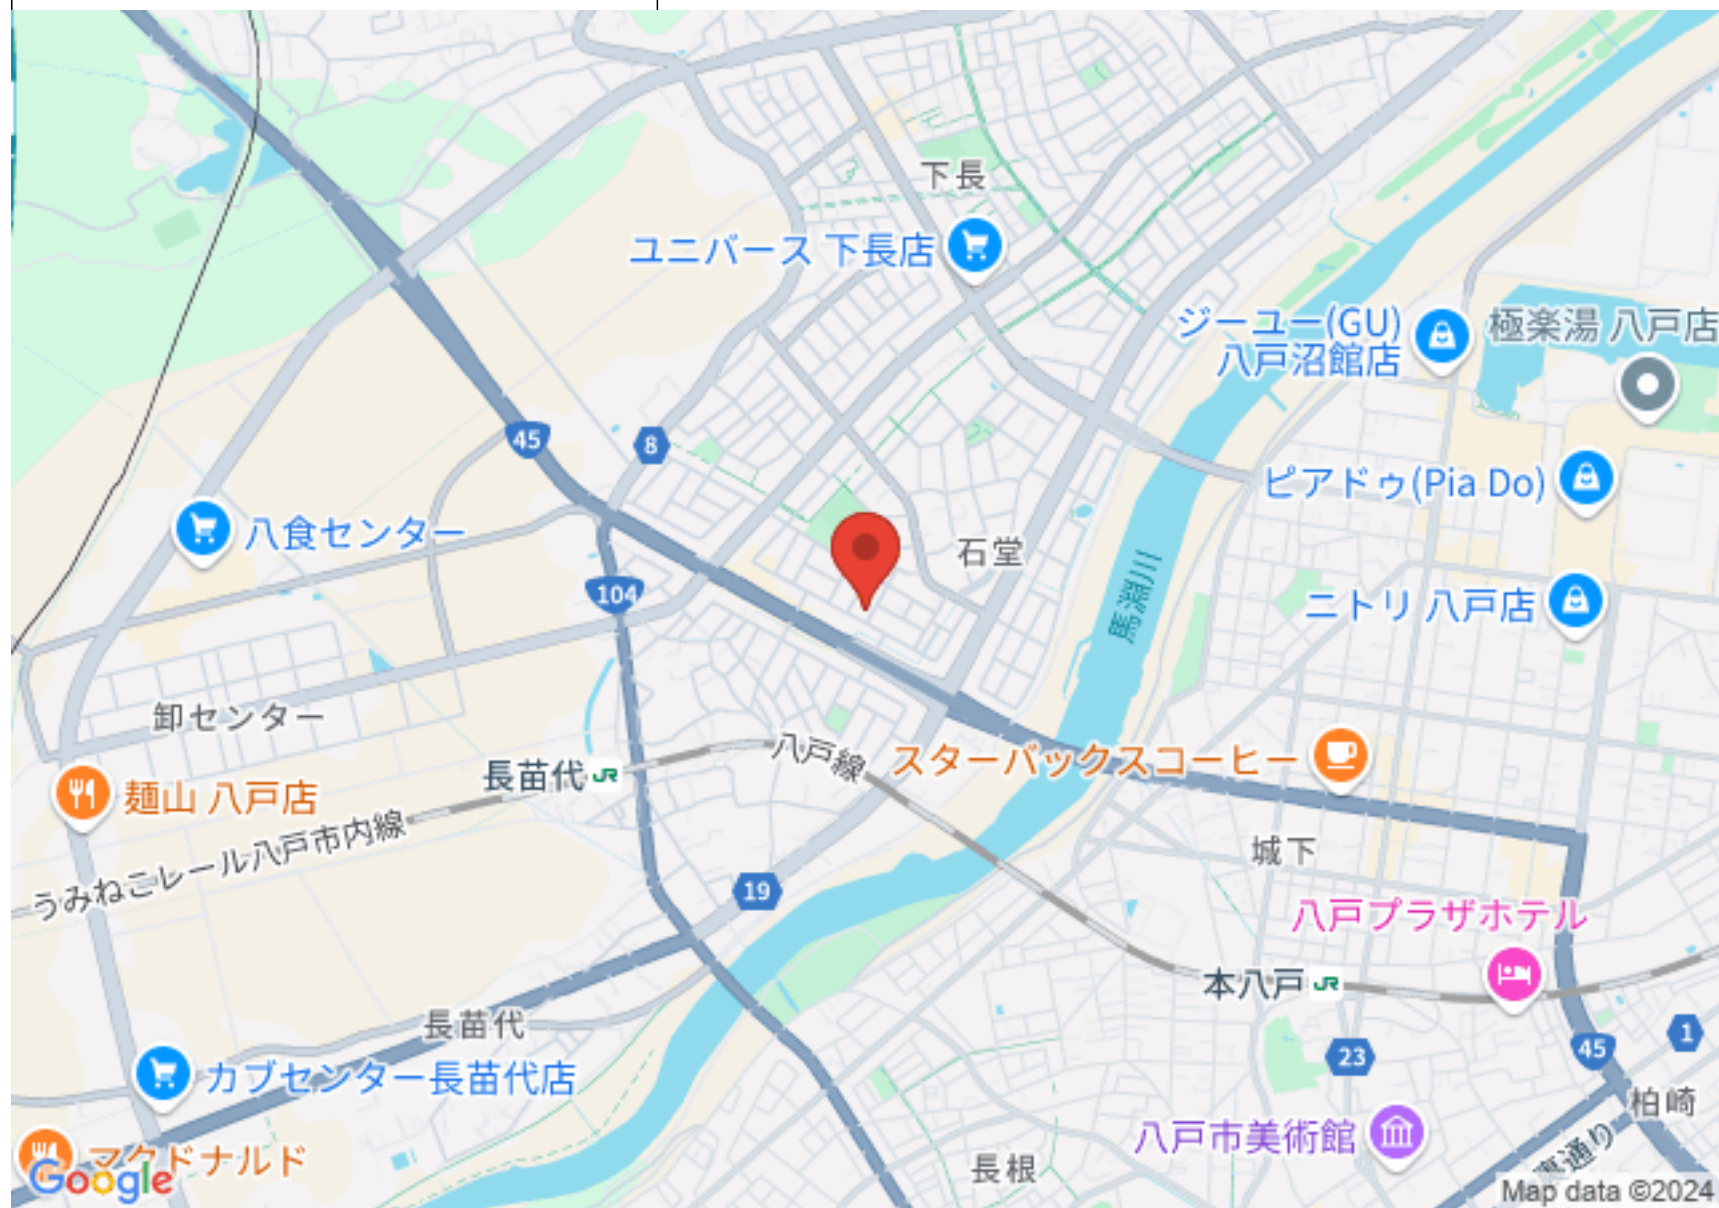 下長
ユニバース 下長店
ジーユー(GU)
八戸沼館店
極楽湯 八戸店
45
8
ピアドゥ(Pia Do)
八食センター
石堂
馬淵川
104
ニトリ 八戸店
卸センター
八戸線
長苗代
JR
スターバックスコーヒー
麺山 八戸店
うみねこレール八戸市内線
城下
19
八戸プラザホテル
本八戸
JR
長苗代
カブセンター長苗代店
23
45
1
柏崎
八戸市美術館
マクドナルド
長根
通り
Google
Map data ©2024